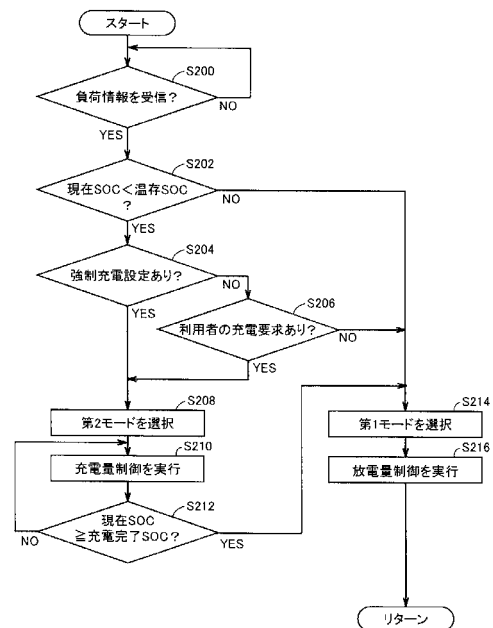 スタート
S200
負荷情報を受信？
NO
YES
S202
現在SOC＜温存SOC
？
NO
YES
S204
強制充電設定あり？
NO
YES
S206
利用者の充電要求あり？
NO
YES
S208
第2モードを選択
S210
充電量制御を実行
S212
現在SOC
≧充電完了SOC？
NO
YES
S214
第1モードを選択
S216
放電量制御を実行
リターン